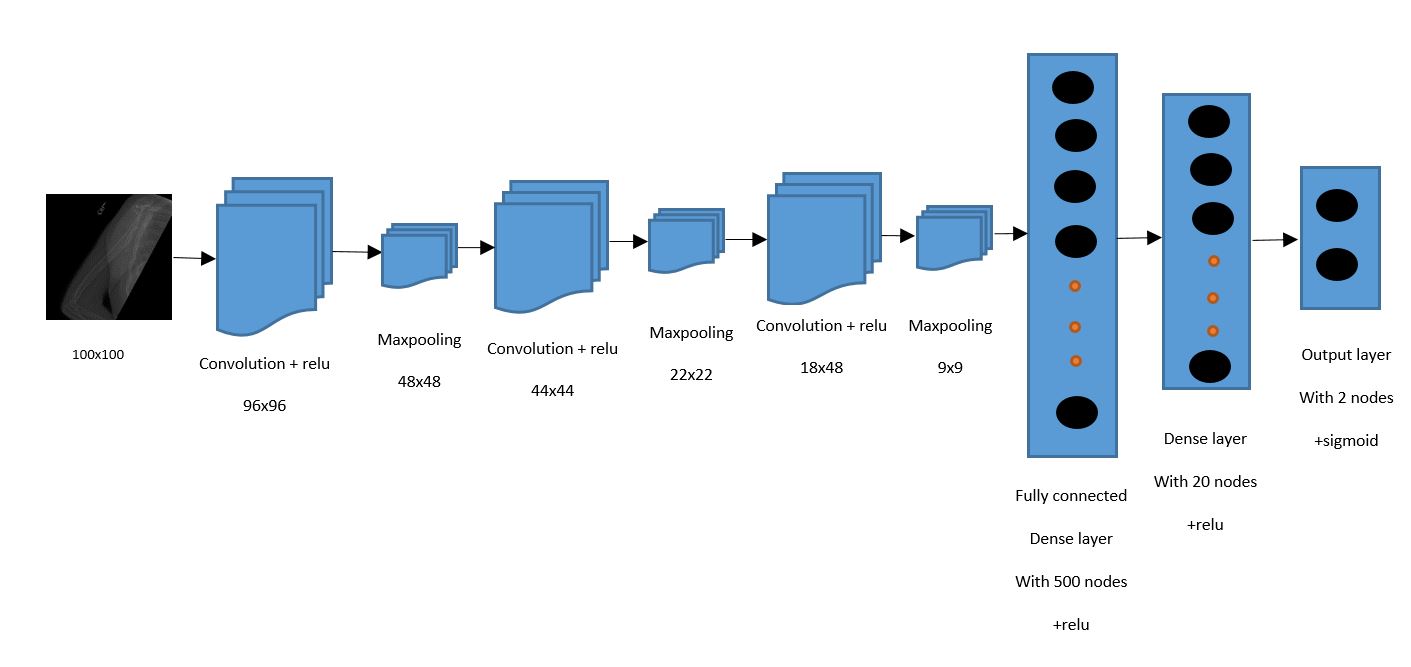 100x100
Convolution + relu
96x96
Maxpooling
48x48
Convolution + relu
44x44
Maxpooling
22x22
Convolution + relu
18x48
Maxpooling
9x9
Fully connected
Dense layer
With 500 nodes
+relu
Dense layer
With 20 nodes
+relu
Output layer
With 2 nodes
+sigmoid